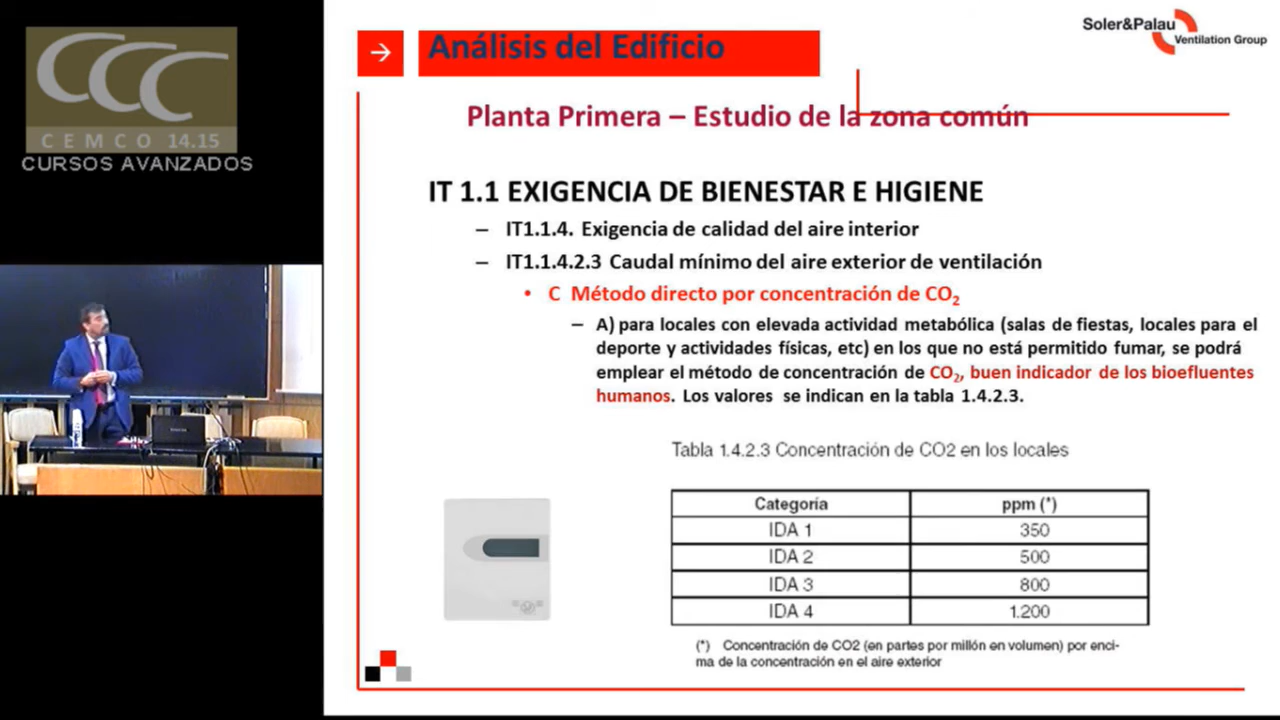 CCC
CEMCO 14.15
CURSOS AVANZADOS
→ Análisis del Edificio
Soler&Palau
Ventilation Group
Planta Primera – Estudio de la zona común
IT 1.1 EXIGENCIA DE BIENESTAR E HIGIENE
– IT1.1.4. Exigencia de calidad del aire interior
– IT1.1.4.2.3 Caudal mínimo del aire exterior de ventilación
• C Método directo por concentración de CO₂
– A) para locales con elevada actividad metabólica (salas de fiestas, locales para el
deporte y actividades físicas, etc) en los que no está permitido fumar, se podrá
emplear el método de concentración de CO₂, buen indicador de los bioefluentes
humanos. Los valores se indican en la tabla 1.4.2.3.
Tabla 1.4.2.3 Concentración de CO2 en los locales
Categoría ppm (*)
IDA 1 350
IDA 2 500
IDA 3 800
IDA 4 1.200
(*) Concentración de CO2 (en partes por millón en volumen) por enci-
ma de la concentración en el aire exterior